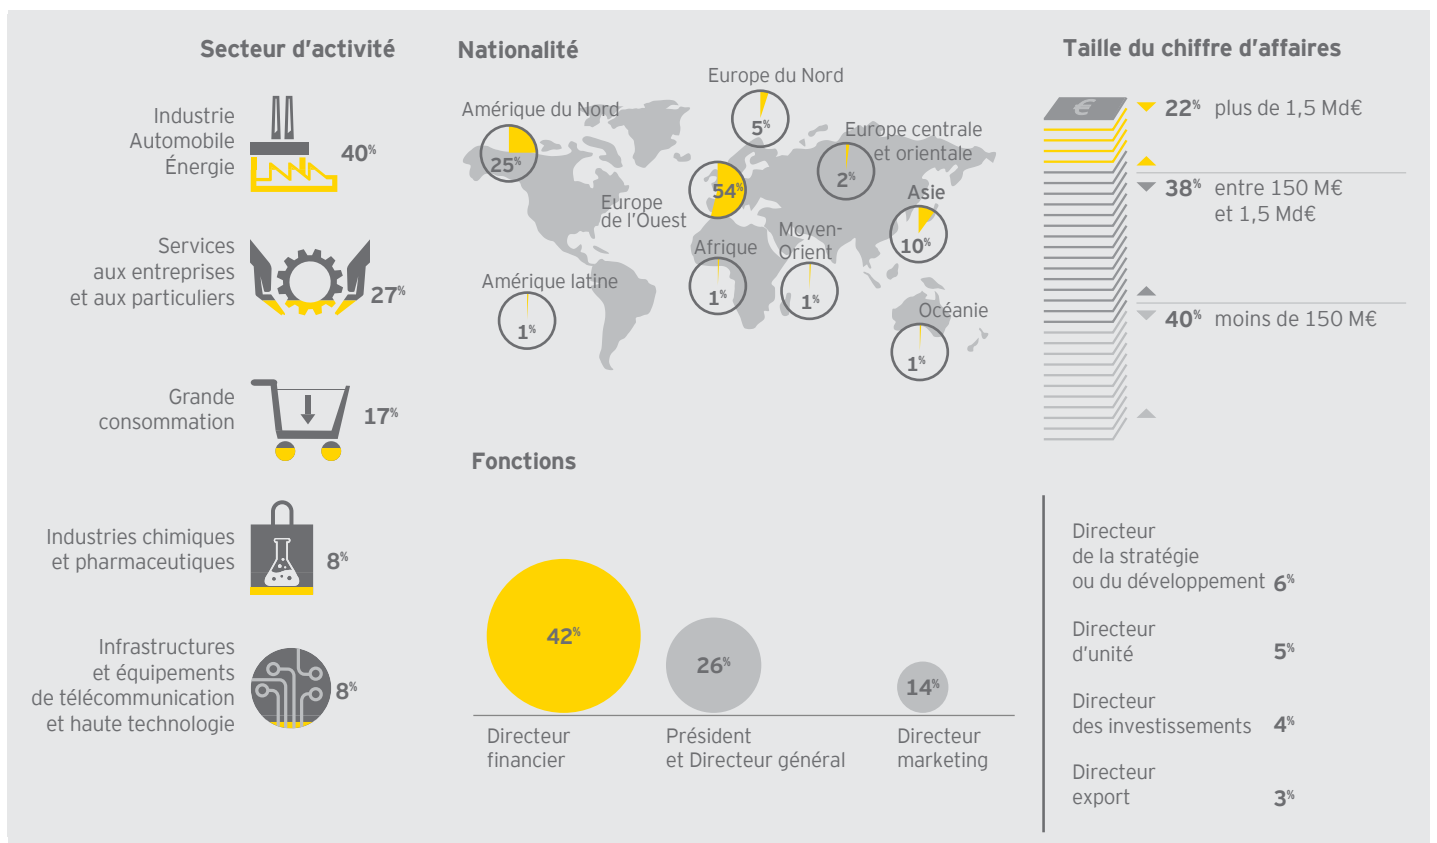 Secteur d'activité
Industrie
Automobile
Énergie
40%
Services
aux entreprises
et aux particuliers
27%
Grande
consommation
17%
Industries chimiques
et pharmaceutiques
8%
Infrastructures
et équipements
de télécommunication
et haute technologie
8%
Nationalité
Amérique du Nord
25%
Europe du Nord
5%
Europe centrale
et orientale
2%
Europe
de l'Ouest
54%
Asie
10%
Afrique
1%
Moyen-
Orient
1%
Amérique latine
1%
Océanie
1%
Taille du chiffre d'affaires
€
22% plus de 1,5 Md€
38% entre 150 M€
et 1,5 Md€
40% moins de 150 M€
Fonctions
42%
Directeur
financier
26%
Président
et Directeur général
14%
Directeur
marketing
Directeur
de la stratégie
ou du développement 6%
Directeur
d'unité 5%
Directeur
des investissements 4%
Directeur
export 3%